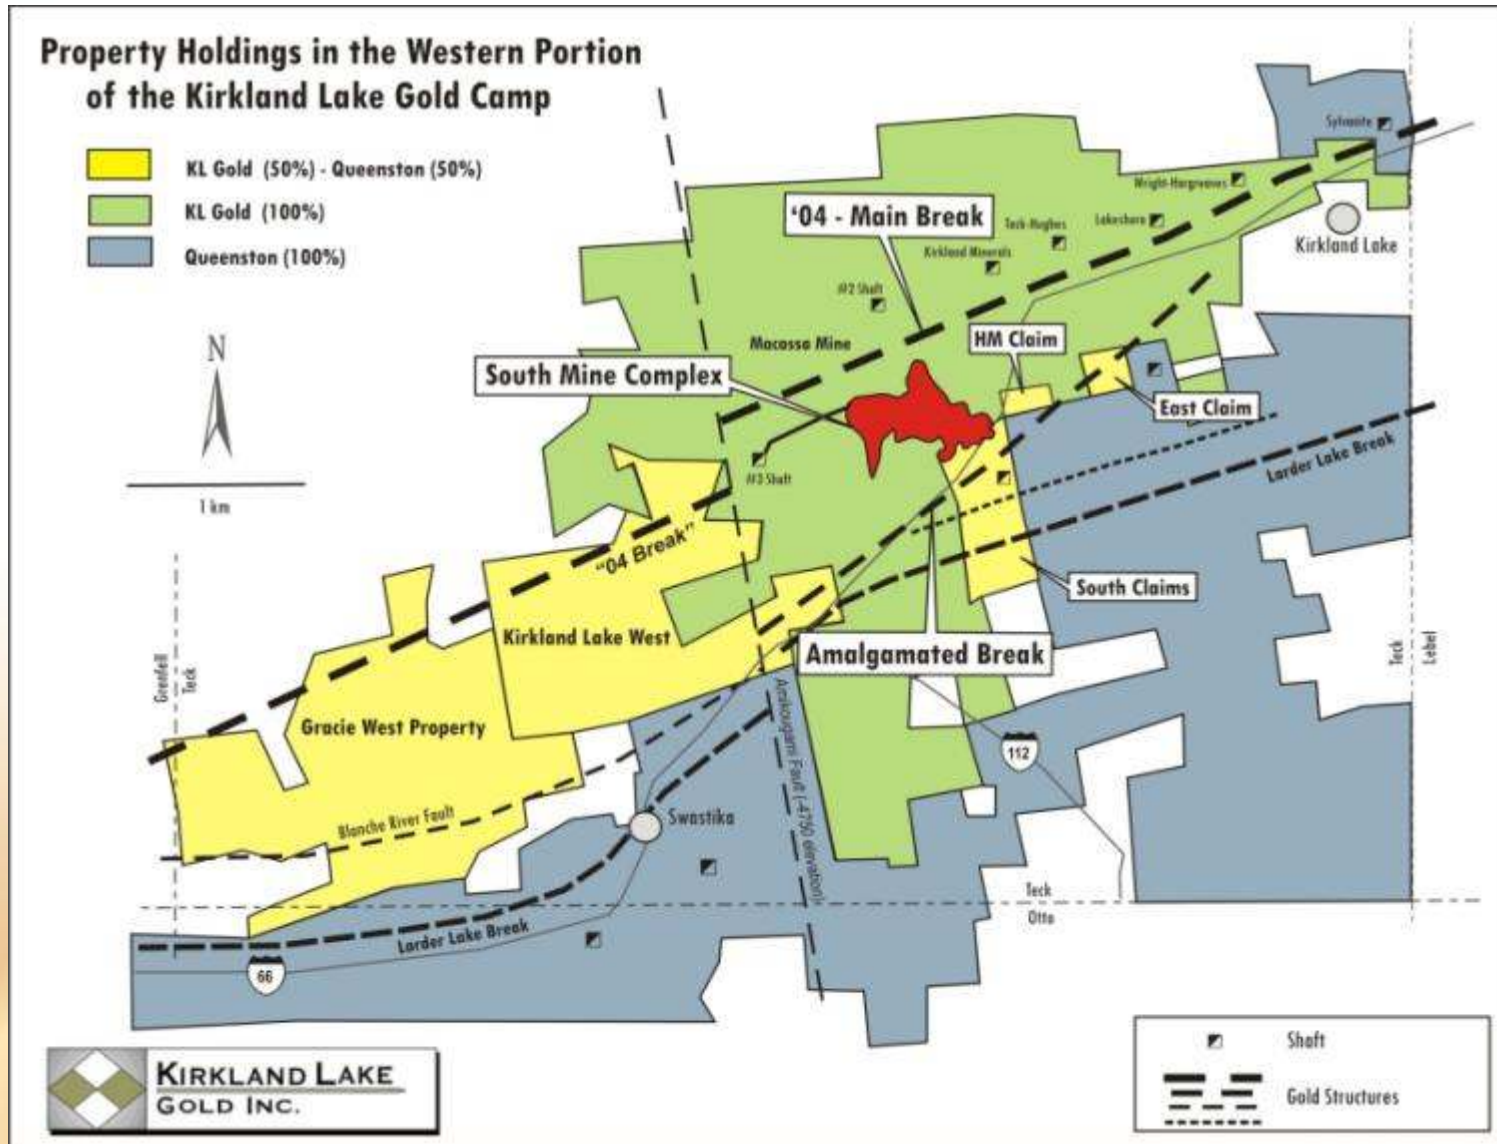 Property Holdings in the Western Portion
of the Kirkland Lake Gold Camp
KL Gold (50%) - Queenston (50%)
KL Gold (100%)
Queenston (100%)
N
1 km
Sylvanite
Wright-Hargreaves
'04 - Main Break
Lakeshore
Teck-Hughes
Kirkland Minerals
Kirkland Lake
#2 Shaft
Macassa Mine
HM Claim
South Mine Complex
East Claim
Larder Lake Break
#3 Shaft
"04 Break"
South Claims
Kirkland Lake West
Amalgamated Break
Grenfell
Teck
Teck
Lebel
Gracie West Property
Amikougami Fault (-4750 elevation)
112
Blanche River Fault
Swastika
Teck
Otto
Larder Lake Break
66
KIRKLAND LAKE
GOLD INC.
Shaft
Gold Structures